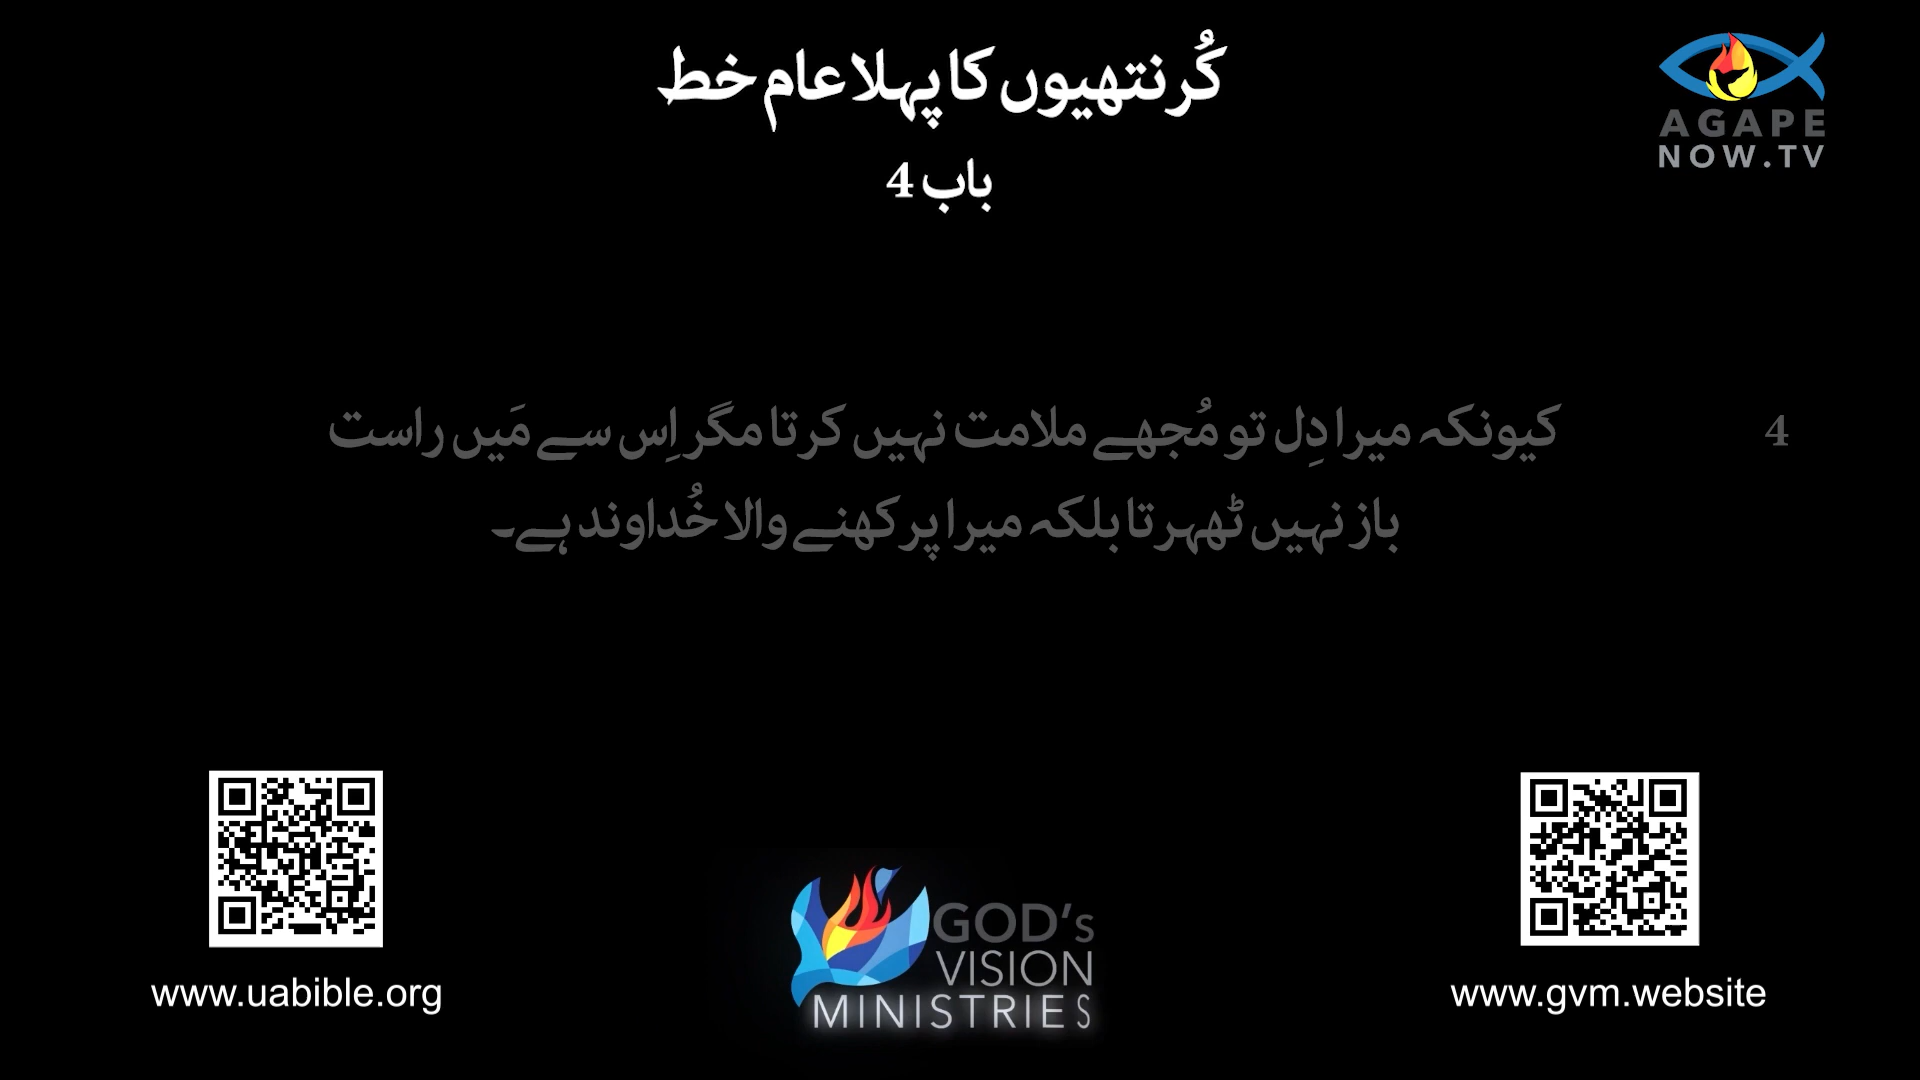 کُرنتھیوں کا پہلا عام خط
باب 4
AGAPE
NOW.TV
4 کیونکہ میرا دِل تو مُجھے ملامت نہیں کرتا مگر اِس سے مَیں راست
باز نہیں ٹھہرتا بلکہ میرا پرکھنے والا خُداوند ہے۔
GOD's
VISION
MINISTRIES
www.uabible.org
www.gvm.website